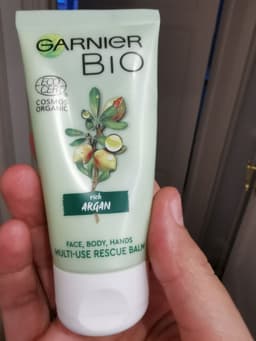 GARNIER
BIO
ECO
CERT
COSMOS
ORGANIC
rich
ARGAN
FACE, BODY, HANDS
MULTI-USE RESCUE BALM